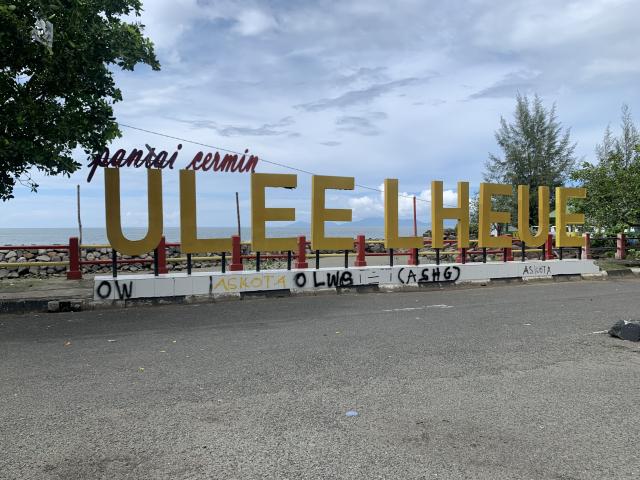 pantai cermin
ULEE LHEUE
OW ASKOTA OLWB (ASHG) ASKOTA